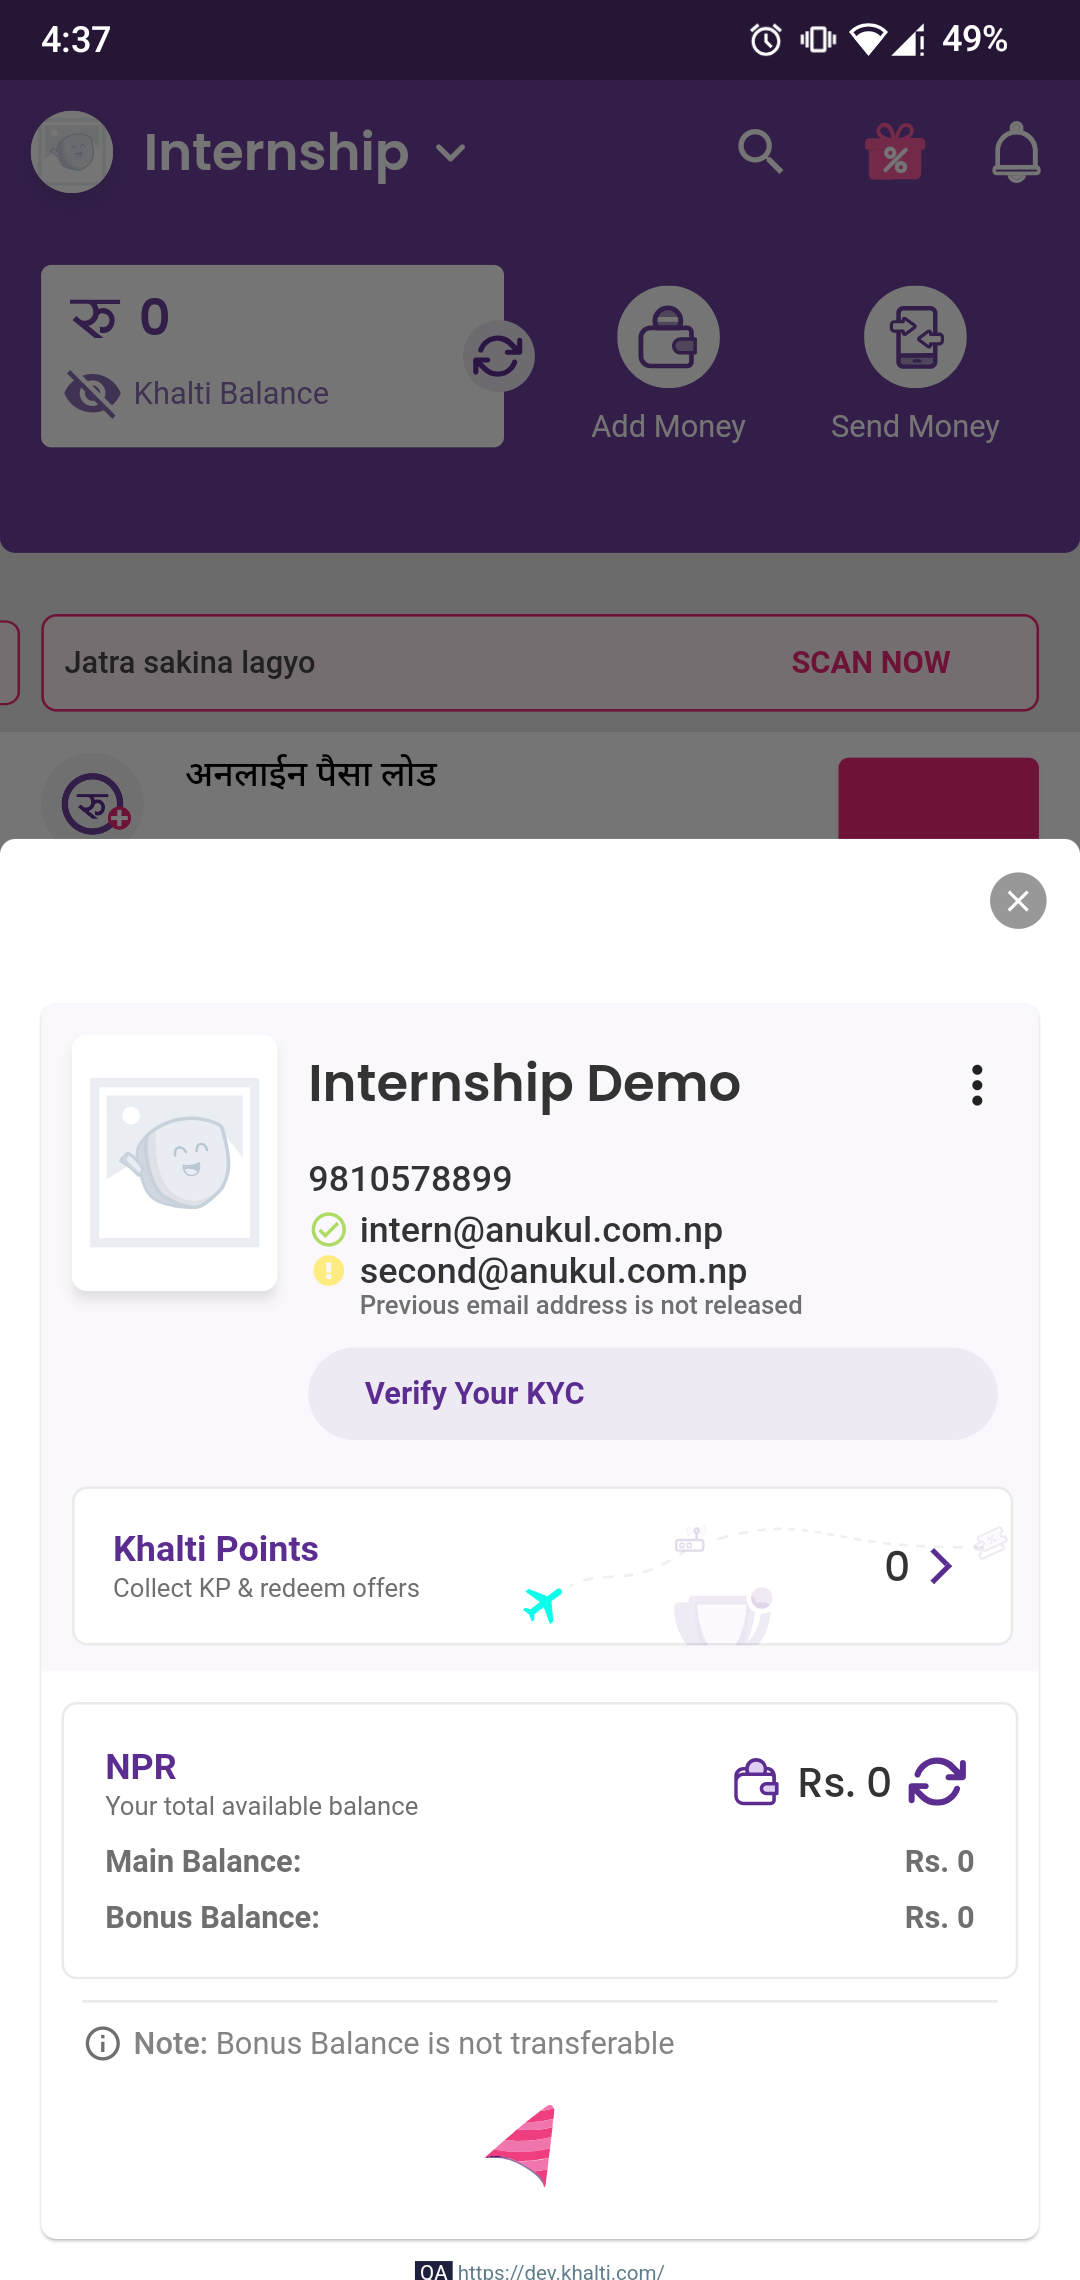 4:37
49%
Internship
रु 0
Khalti Balance
Add Money
Send Money
Jatra sakina lagyo
SCAN NOW
रु
अनलाईन पैसा लोड
Internship Demo
9810578899
intern@anukul.com.np
second@anukul.com.np
Previous email address is not released
Verify Your KYC
Khalti Points
Collect KP & redeem offers
0
NPR
Your total available balance
Rs. 0
Main Balance: Rs. 0
Bonus Balance: Rs. 0
Note: Bonus Balance is not transferable
QA https://dev.khalti.com/